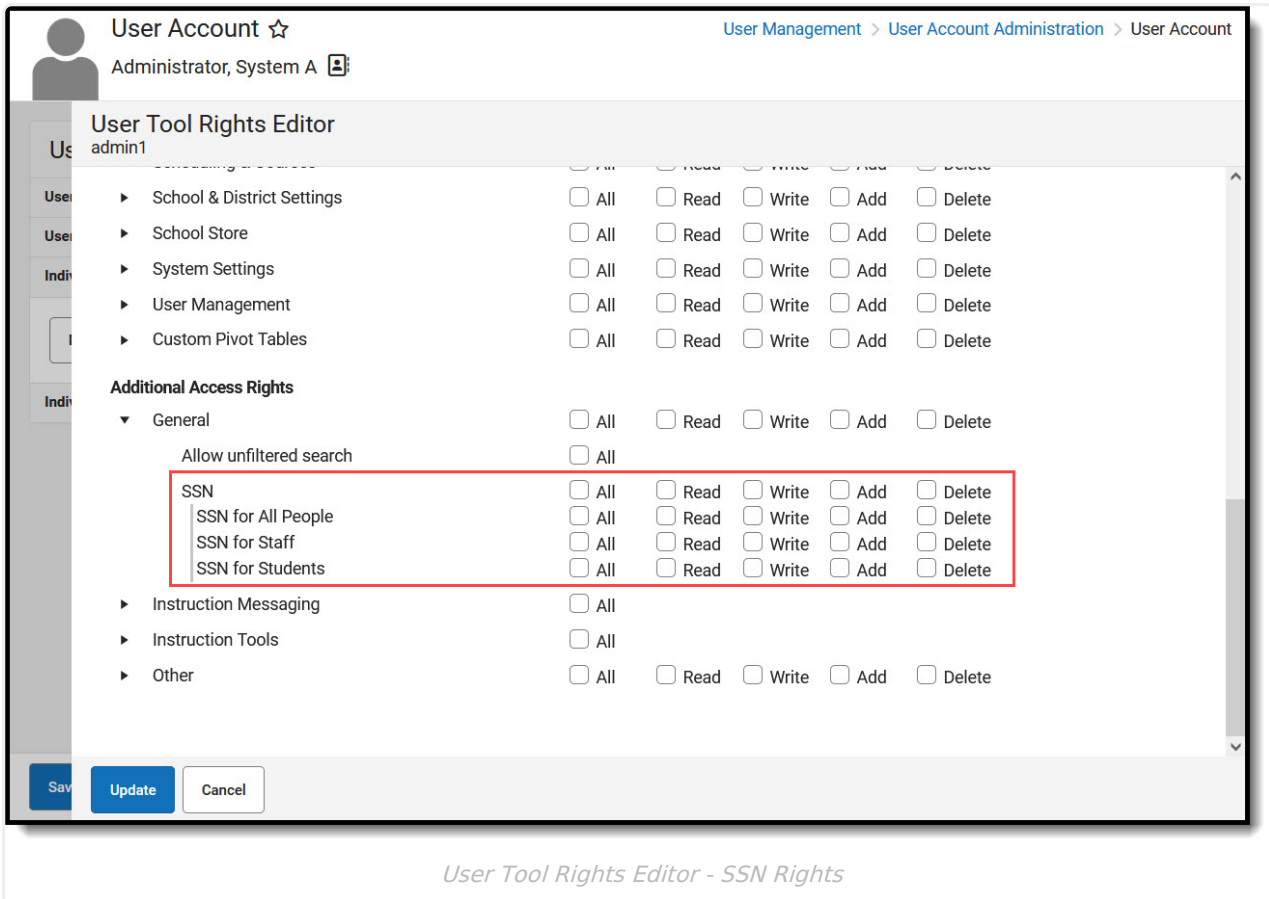 User Account
User Management > User Account Administration > User Account
Administrator, System A
User Tool Rights Editor
admin1
School & District Settings All Read Write Add Delete
School Store All Read Write Add Delete
System Settings All Read Write Add Delete
User Management All Read Write Add Delete
Custom Pivot Tables All Read Write Add Delete
Additional Access Rights
General All Read Write Add Delete
Allow unfiltered search All
SSN All Read Write Add Delete
SSN for All People All Read Write Add Delete
SSN for Staff All Read Write Add Delete
SSN for Students All Read Write Add Delete
Instruction Messaging All
Instruction Tools All
Other All Read Write Add Delete
Update Cancel
User Tool Rights Editor - SSN Rights